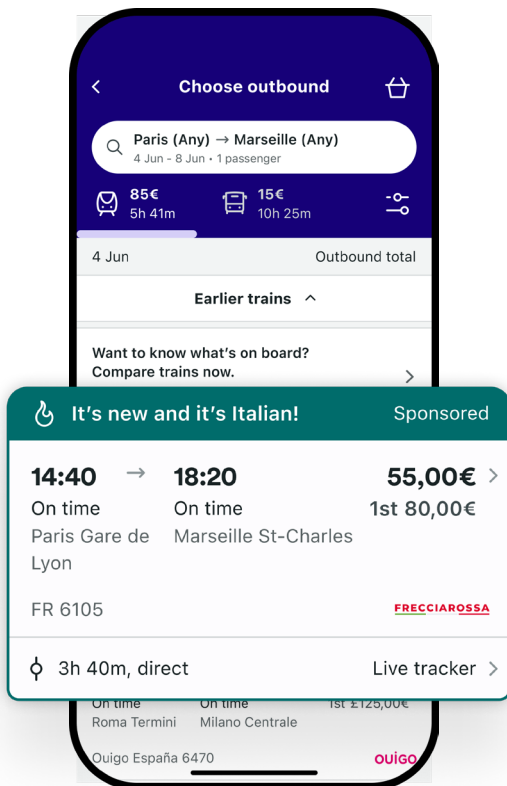 Choose outbound
Paris (Any) → Marseille (Any)
4 Jun - 8 Jun • 1 passenger
85€ 15€
5h 41m 10h 25m
4 Jun Outbound total
Earlier trains
Want to know what's on board?
Compare trains now.
It's new and it's Italian! Sponsored
14:40 → 18:20 55,00€
On time On time 1st 80,00€
Paris Gare de Marseille St-Charles
Lyon
FR 6105 FRECCIAROSSA
3h 40m, direct Live tracker
On time On time 1st £125,00€
Roma Termini Milano Centrale
Ouigo España 6470 OUIGO